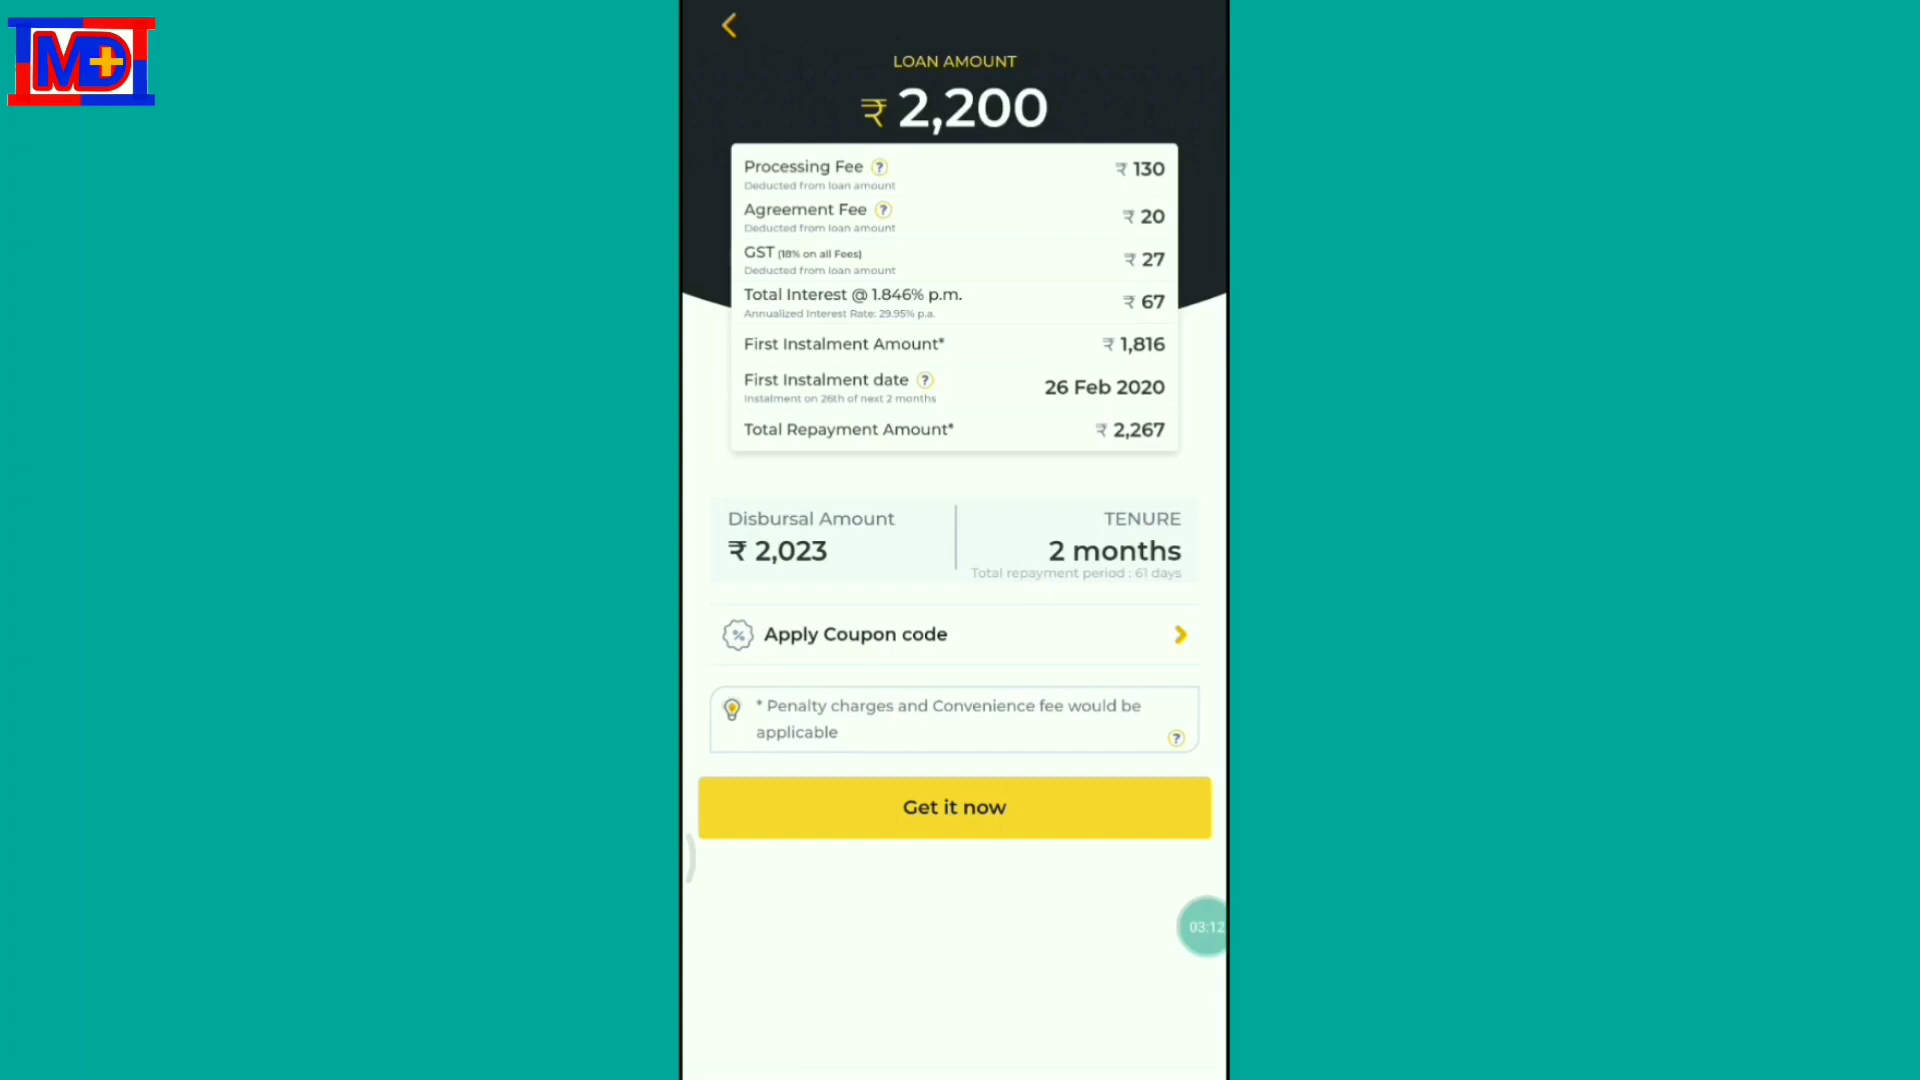 MD+
LOAN AMOUNT
₹ 2,200
Processing Fee ? ₹ 130
Deducted from loan amount
Agreement Fee ? ₹ 20
Deducted from loan amount
GST (18% on all Fees) ₹ 27
Deducted from loan amount
Total Interest @ 1.846% p.m. ₹ 67
Annualized Interest Rate: 29.95% p.a.
First Instalment Amount* ₹ 1,816
First Instalment date ? 26 Feb 2020
Instalment on 26th of next 2 months
Total Repayment Amount* ₹ 2,267
Disbursal Amount TENURE
₹ 2,023 2 months
Total repayment period : 61 days
% Apply Coupon code
* Penalty charges and Convenience fee would be
applicable ?
Get it now
03:12